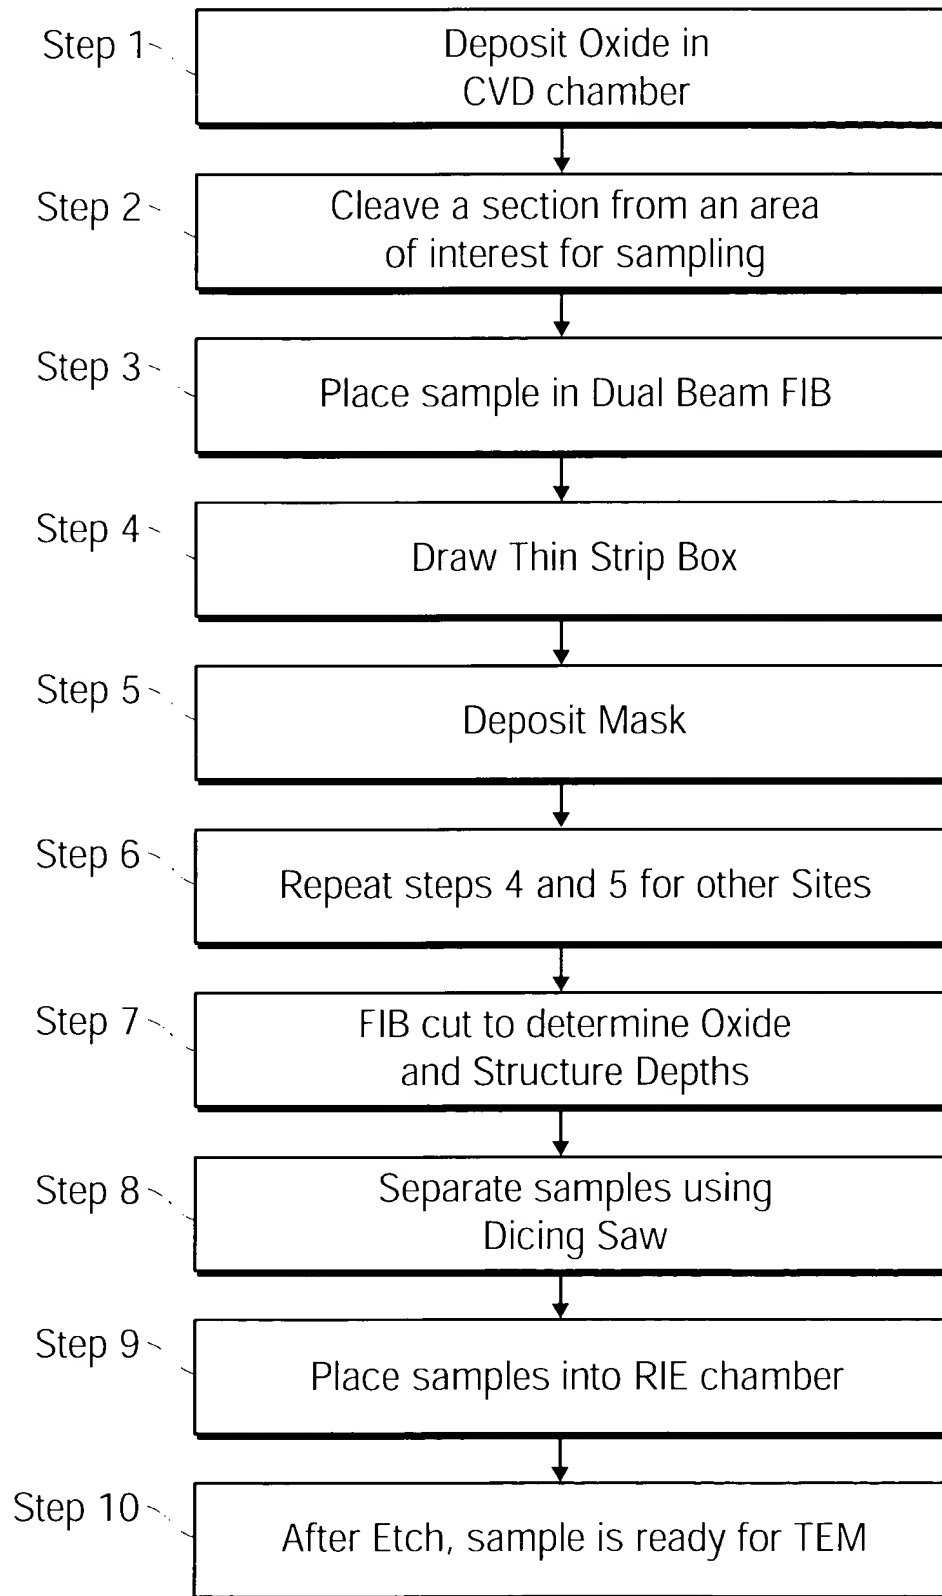 Step 1
Deposit Oxide in
CVD chamber
Step 2
Cleave a section from an area
of interest for sampling
Step 3
Place sample in Dual Beam FIB
Step 4
Draw Thin Strip Box
Step 5
Deposit Mask
Step 6
Repeat steps 4 and 5 for other Sites
Step 7
FIB cut to determine Oxide
and Structure Depths
Step 8
Separate samples using
Dicing Saw
Step 9
Place samples into RIE chamber
Step 10
After Etch, sample is ready for TEM